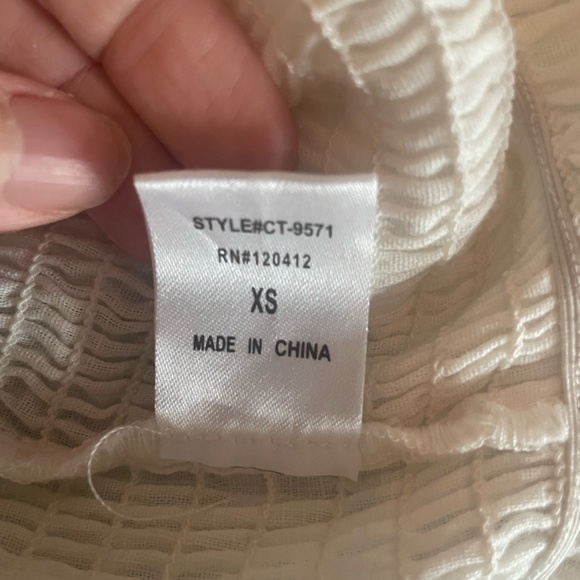 STYLE#CT-9571
RN#120412
XS
MADE IN CHINA